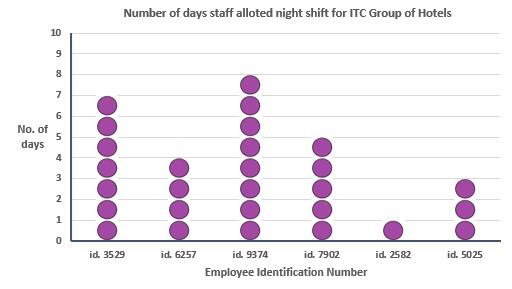 Number of days staff alloted night shift for ITC Group of Hotels
10
9
8
7
6
5
4
3
2
1
0
No. of
days
id. 3529 id. 6257 id. 9374 id. 7902 id. 2582 id. 5025
Employee Identification Number